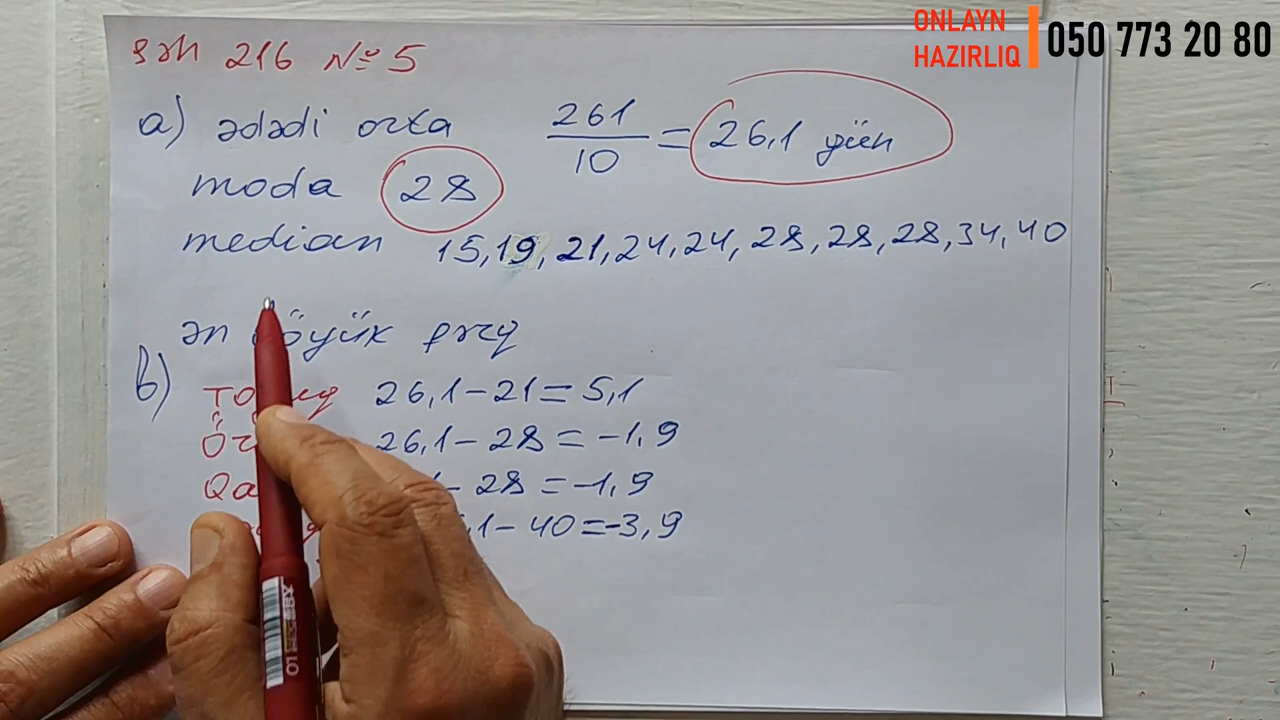 ONLAYN
HAZIRLIQ
050 773 20 80
səh 216 №5
a) ədədi orta 261/10 = 26,1 gün
moda 28
median 15, 19, 21, 24, 24, 28, 28, 28, 34, 40
ən böyük fərq
b)
26,1 - 21 = 5,1
26,1 - 28 = -1,9
- 28 = -1,9
,1 - 40 = -3,9